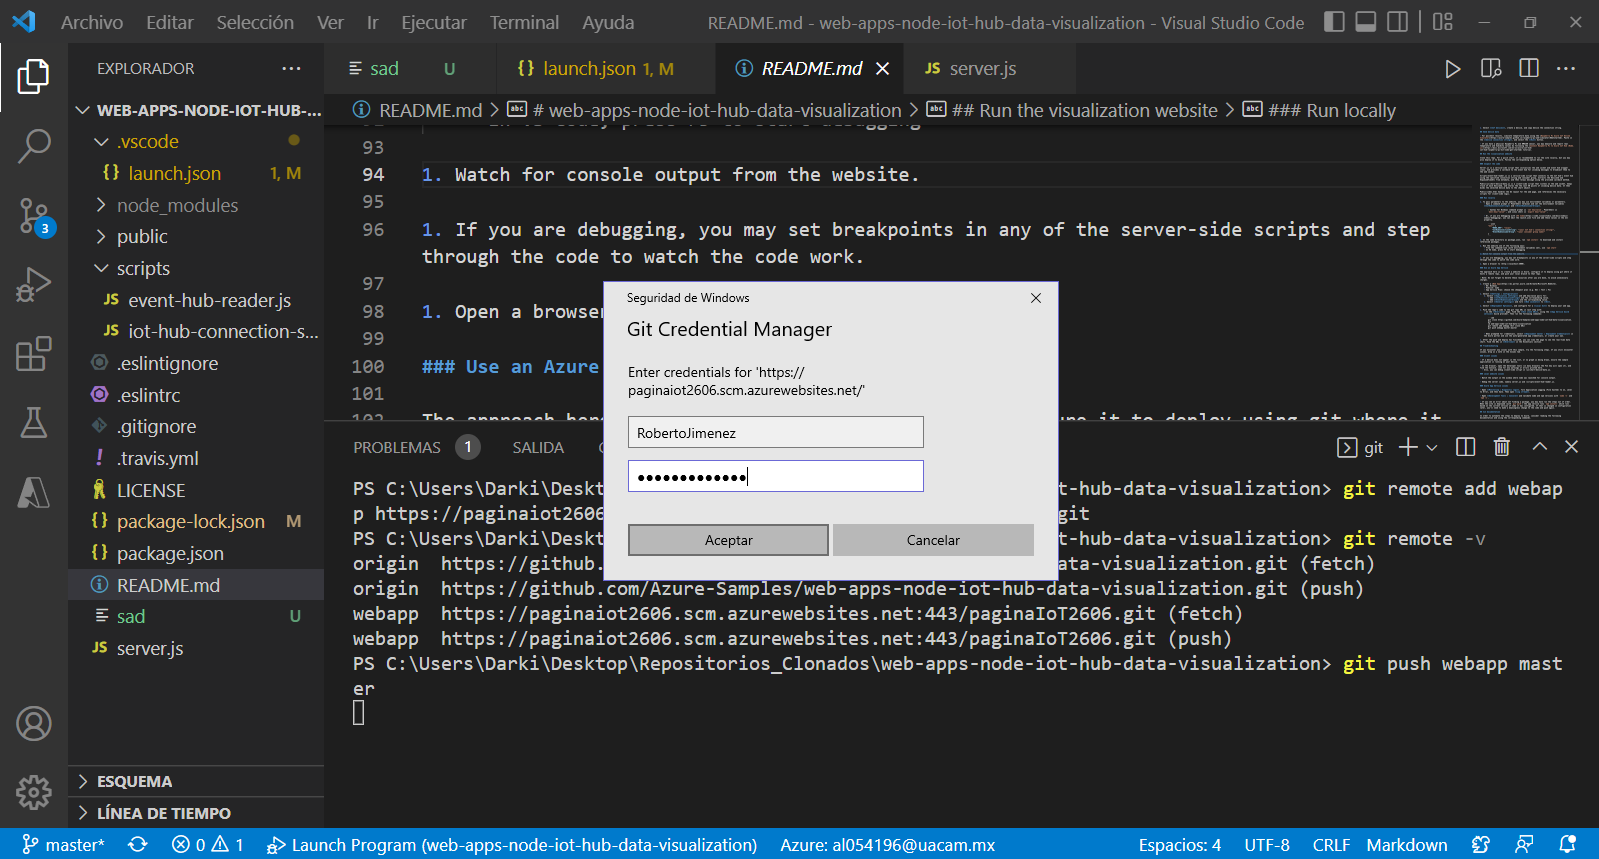 Archivo Editar Selección Ver Ir Ejecutar Terminal Ayuda README.md - web-apps-node-iot-hub-data-visualization - Visual Studio Code
EXPLORADOR
WEB-APPS-NODE-IOT-HUB-...
.vscode
{} launch.json 1, M
node_modules
public
scripts
JS event-hub-reader.js
JS iot-hub-connection-s...
.eslintignore
.eslintrc
.gitignore
! .travis.yml
LICENSE
{} package-lock.json M
{} package.json
README.md
sad U
JS server.js
ESQUEMA
LÍNEA DE TIEMPO
3
sad U {} launch.json 1, M README.md JS server.js
README.md > abc # web-apps-node-iot-hub-data-visualization > abc ## Run the visualization website > abc ### Run locally
93
94 1. Watch for console output from the website.
95
96 1. If you are debugging, you may set breakpoints in any of the server-side scripts and step
through the code to watch the code work.
97
98 1. Open a browser
99
100 ### Use an Azure
101
Seguridad de Windows
Git Credential Manager
Enter credentials for 'https://
paginaiot2606.scm.azurewebsites.net/'
RobertoJimenez
•••••••••••••
Aceptar Cancelar
PROBLEMAS 1 SALIDA git
PS C:\Users\Darki\Deskt t-hub-data-visualization> git remote add webap
p https://paginaiot2606 git
PS C:\Users\Darki\Deskt t-hub-data-visualization> git remote -v
origin https://github. data-visualization.git (fetch)
origin https://github.com/Azure-Samples/web-apps-node-iot-hub-data-visualization.git (push)
webapp https://paginaiot2606.scm.azurewebsites.net:443/paginaIoT2606.git (fetch)
webapp https://paginaiot2606.scm.azurewebsites.net:443/paginaIoT2606.git (push)
PS C:\Users\Darki\Desktop\Repositorios_Clonados\web-apps-node-iot-hub-data-visualization> git push webapp mast
er
master* 0 1 Launch Program (web-apps-node-iot-hub-data-visualization) Azure: al054196@uacam.mx Espacios: 4 UTF-8 CRLF Markdown